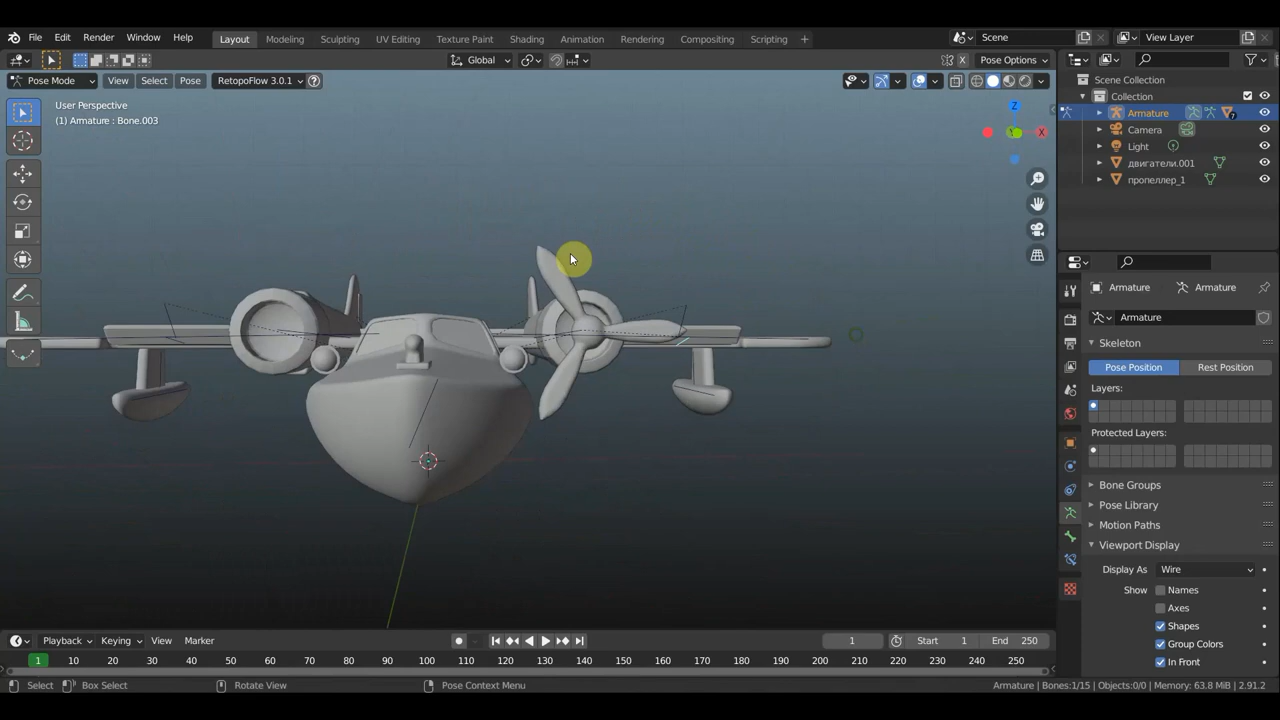 File Edit Render Window Help Layout Modeling Sculpting UV Editing Texture Paint Shading Animation Rendering Compositing Scripting + Scene View Layer
Global Pose Options
Pose Mode View Select Pose RetopoFlow 3.0.1
User Perspective
(1) Armature : Bone.003
Z
X
Scene Collection
Collection
Armature
7
Camera
Light
двигатели.001
пропеллер_1
Armature Armature
Armature
Skeleton
Pose Position Rest Position
Layers:
Protected Layers:
Bone Groups
Pose Library
Motion Paths
Viewport Display
Display As Wire
Show Names
Axes
Shapes
Group Colors
In Front
Playback Keying View Marker 1 Start 1 End 250
1 10 20 30 40 50 60 70 80 90 100 110 120 130 140 150 160 170 180 190 200 210 220 230 240 250
Select Box Select Rotate View Pose Context Menu Armature | Bones:1/15 | Objects:0/0 | Memory: 63.8 MiB | 2.91.2